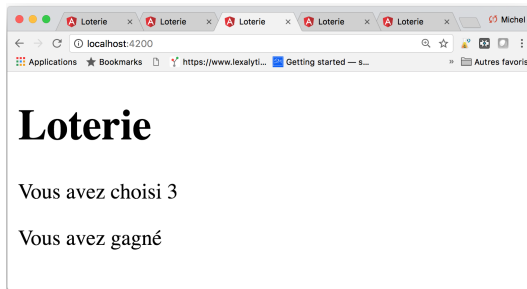 Loterie × Loterie × Loterie × Loterie × Loterie × Michel
localhost:4200
Applications Bookmarks https://www.lexalyti... Getting started — s... » Autres favoris
Loterie
Vous avez choisi 3
Vous avez gagné